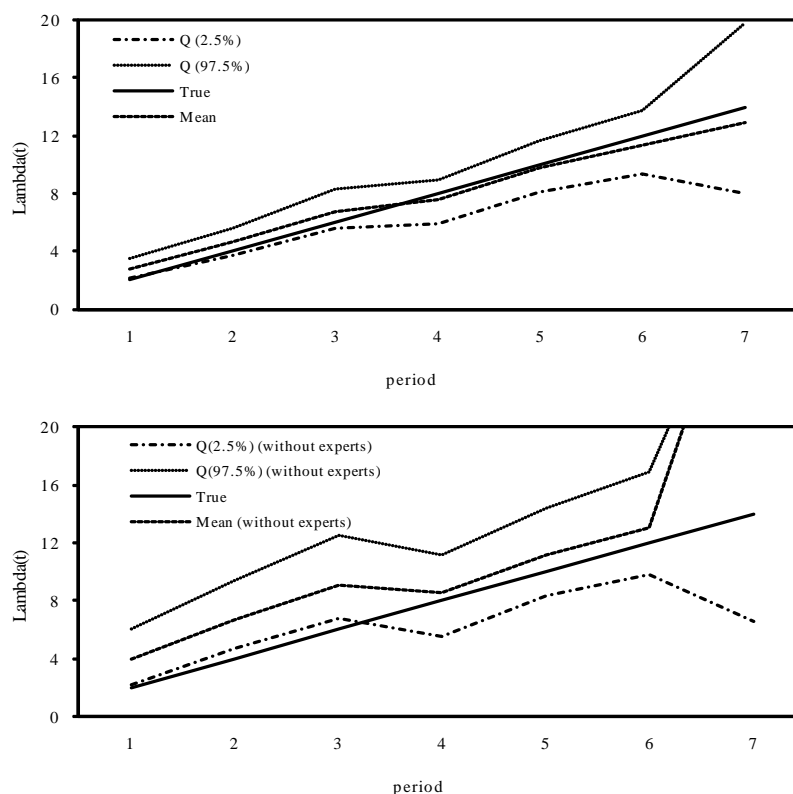 20
16
12
8
4
0
Lambda(t)
Q (2.5%)
Q (97.5%)
True
Mean
1 2 3 4 5 6 7
period
20
16
12
8
4
0
Lambda(t)
Q(2.5%) (without experts)
Q(97.5%) (without experts)
True
Mean (without experts)
1 2 3 4 5 6 7
period